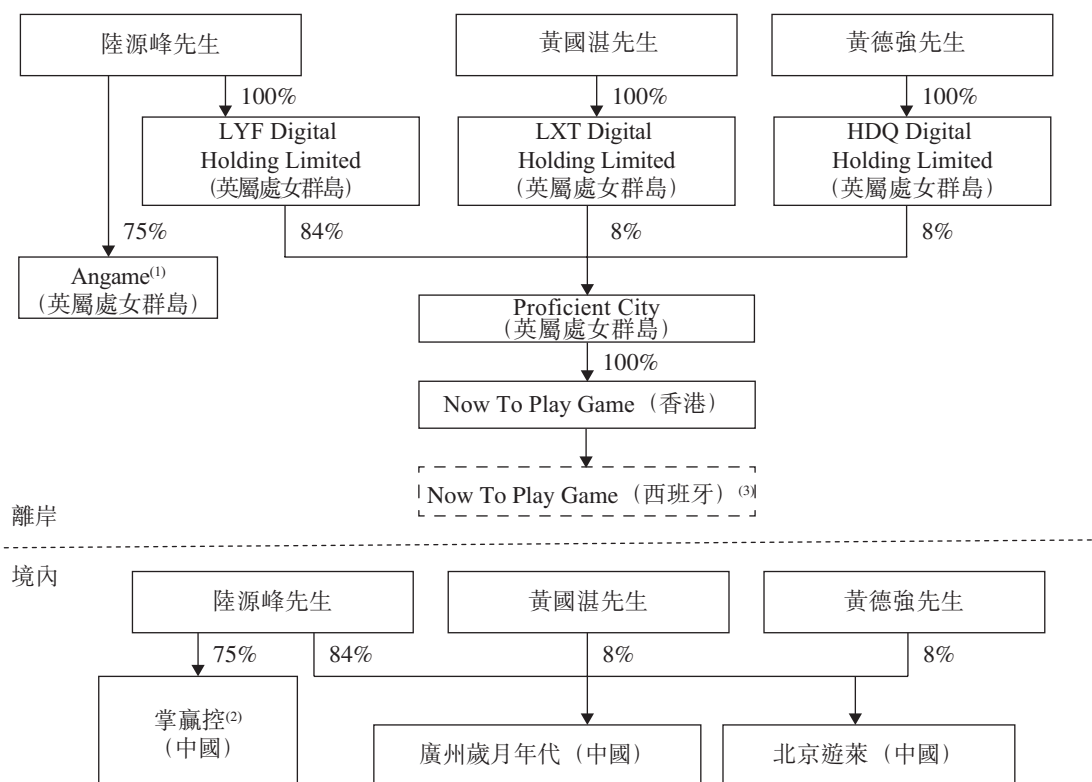 陸源峰先生
黃國湛先生
黃德強先生
100%
100%
100%
LYF Digital
Holding Limited
(英屬處女群島)
LXT Digital
Holding Limited
(英屬處女群島)
HDQ Digital
Holding Limited
(英屬處女群島)
75%
84%
8%
8%
Angame(1)
(英屬處女群島)
Proficient City
(英屬處女群島)
100%
Now To Play Game(香港)
Now To Play Game(西班牙)(3)
離岸
境內
陸源峰先生
黃國湛先生
黃德強先生
75%
84%
8%
8%
掌贏控(2)
(中國)
廣州歲月年代(中國)
北京遊萊(中國)